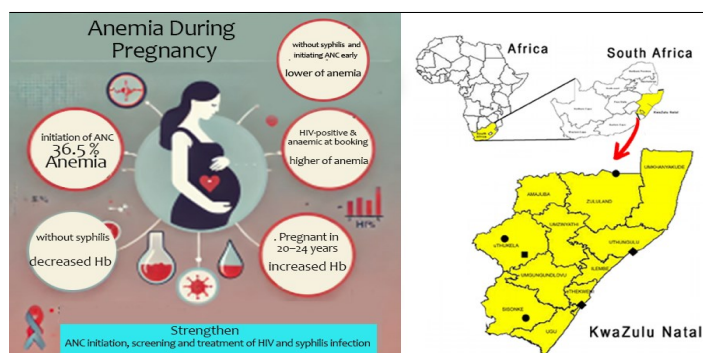 Anemia During
Pregnancy
without syphilis and
initiating ANC early
lower of anemia
initiation of ANC
36.5 %
Anemia
HIV-positive &
anaemic at booking
higher of anemia
without syphilis
decreased Hb
. Pregnant in
20–24 years
increased Hb
Strengthen
ANC initiation, screening and treatment of HIV and syphilis infection
Africa
South Africa
KwaZulu Natal
UMKHANYAKUDE
AMAJUBA
ZULULAND
UMZINYATHI
UTHUKELA
UTHUNGULU
ILEMBE
UMGUNGUNDLOVU
ETHEKWINI
SISONKE
UGU
KwaZulu Natal